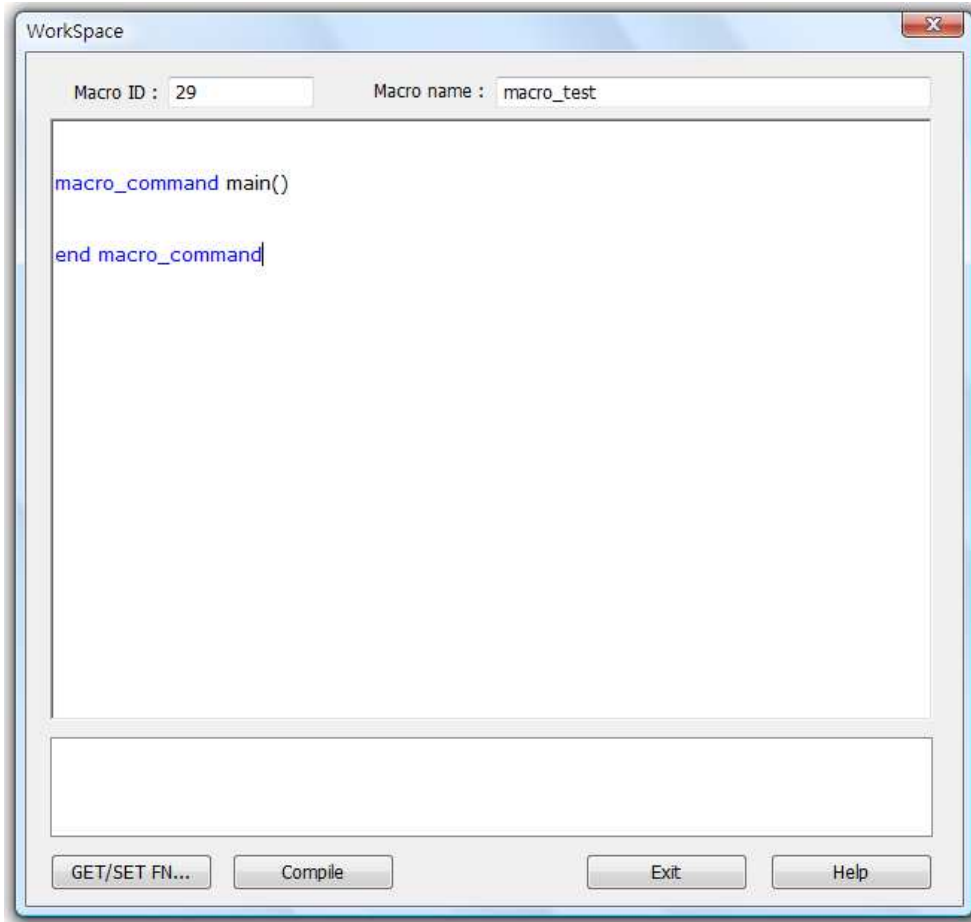 WorkSpace
Macro ID : 29 Macro name : macro_test
macro_command main()
end macro_command
GET/SET FN... Compile Exit Help